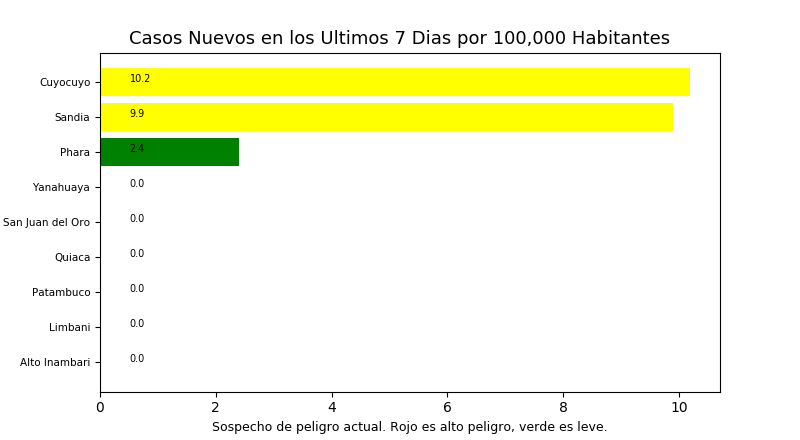 Casos Nuevos en los Ultimos 7 Dias por 100,000 Habitantes
Cuyocuyo 10.2
Sandia 9.9
Phara 2.4
Yanahuaya 0.0
San Juan del Oro 0.0
Quiaca 0.0
Patambuco 0.0
Limbani 0.0
Alto Inambari 0.0
0 2 4 6 8 10
Sospecho de peligro actual. Rojo es alto peligro, verde es leve.